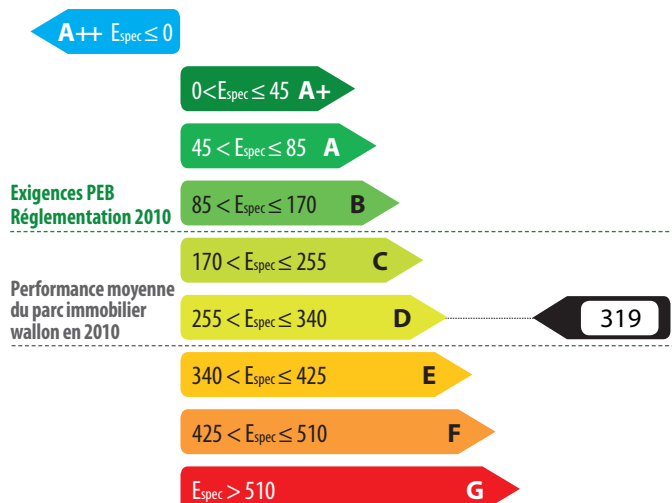 A++ Espec ≤ 0
0<Espec ≤ 45 A+
45 < Espec ≤ 85 A
Exigences PEB
Réglementation 2010
85 < Espec ≤ 170 B
170 < Espec ≤ 255 C
Performance moyenne
du parc immobilier
wallon en 2010
255 < Espec ≤ 340 D
319
340 < Espec ≤ 425 E
425 < Espec ≤ 510 F
Espec > 510 G